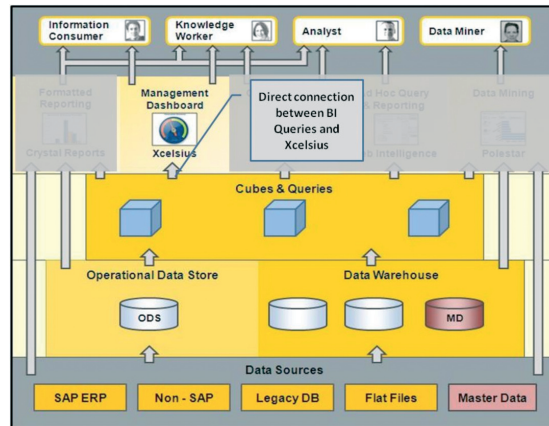 Information
Consumer
Knowledge
Worker
Analyst
Data Miner
Formatted
Reporting
Crystal Reports
Management
Dashboard
Xcelsius
Direct connection
between BI
Queries and
Xcelsius
d Hoc Query
& Reporting
b Intelligence
Data Mining
Polestar
Cubes & Queries
Operational Data Store
Data Warehouse
ODS
MD
Data Sources
SAP ERP
Non - SAP
Legacy DB
Flat Files
Master Data